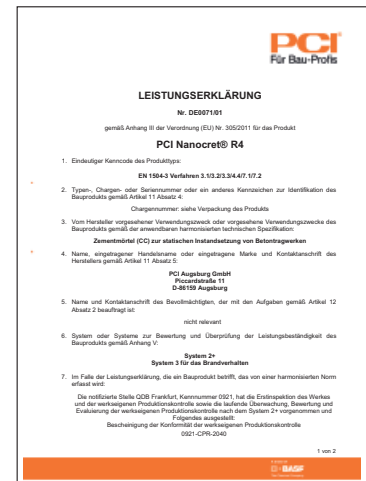 PCI
Für Bau-Profis
LEISTUNGSERKLÄRUNG
Nr. DE0071/01
gemäß Anhang III der Verordnung (EU) Nr. 305/2011 für das Produkt
PCI Nanocret® R4
1. Eindeutiger Kenncode des Produkttyps:
EN 1504-3 Verfahren 3.1/3.2/3.3/4.4/7.1/7.2
2. Typen-, Chargen- oder Seriennummer oder ein anderes Kennzeichen zur Identifikation des
Bauprodukts gemäß Artikel 11 Absatz 4:
Chargennummer: siehe Verpackung des Produkts
3. Vom Hersteller vorgesehener Verwendungszweck oder vorgesehene Verwendungszwecke des
Bauprodukts gemäß der anwendbaren harmonisierten technischen Spezifikation:
Zementmörtel (CC) zur statischen Instandsetzung von Betontragwerken
4. Name, eingetragener Handelsname oder eingetragene Marke und Kontaktanschrift des
Herstellers gemäß Artikel 11 Absatz 5:
PCI Augsburg GmbH
Piccardstraße 11
D-86159 Augsburg
5. Name und Kontaktanschrift des Bevollmächtigten, der mit den Aufgaben gemäß Artikel 12
Absatz 2 beauftragt ist:
nicht relevant
6. System oder Systeme zur Bewertung und Überprüfung der Leistungsbeständigkeit des
Bauprodukts gemäß Anhang V:
System 2+
System 3 für das Brandverhalten
7. Im Falle der Leistungserklärung, die ein Bauprodukt betrifft, das von einer harmonisierten Norm
erfasst wird:
Die notifizierte Stelle QDB Frankfurt, Kennnummer 0921, hat die Erstinspektion des Werkes
und der werkseigenen Produktionskontrolle sowie die laufende Überwachung, Bewertung und
Evaluierung der werkseigenen Produktionskontrolle nach dem System 2+ vorgenommen und
Folgendes ausgestellt:
Bescheinigung der Konformität der werkseigenen Produktionskontrolle
0921-CPR-2040
1 von 2
BASF